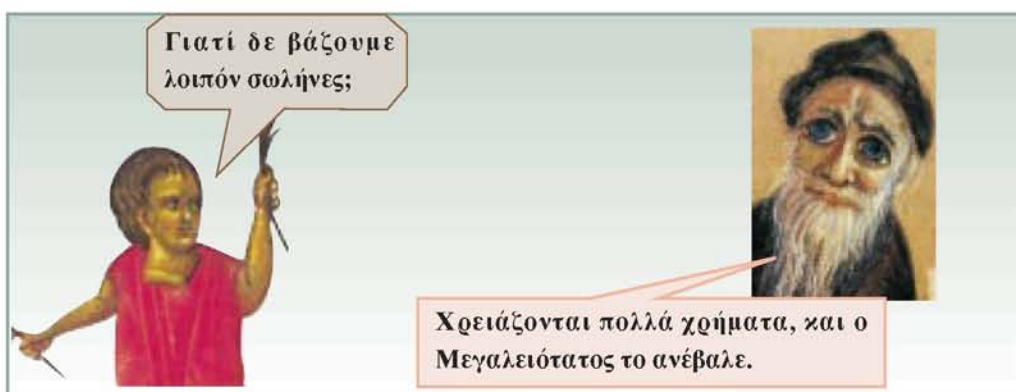 Γιατί δε βάζουμε
λοιπόν σωλήνες;
Χρειάζονται πολλά χρήματα, και ο
Μεγαλειότατος το ανέβαλε.